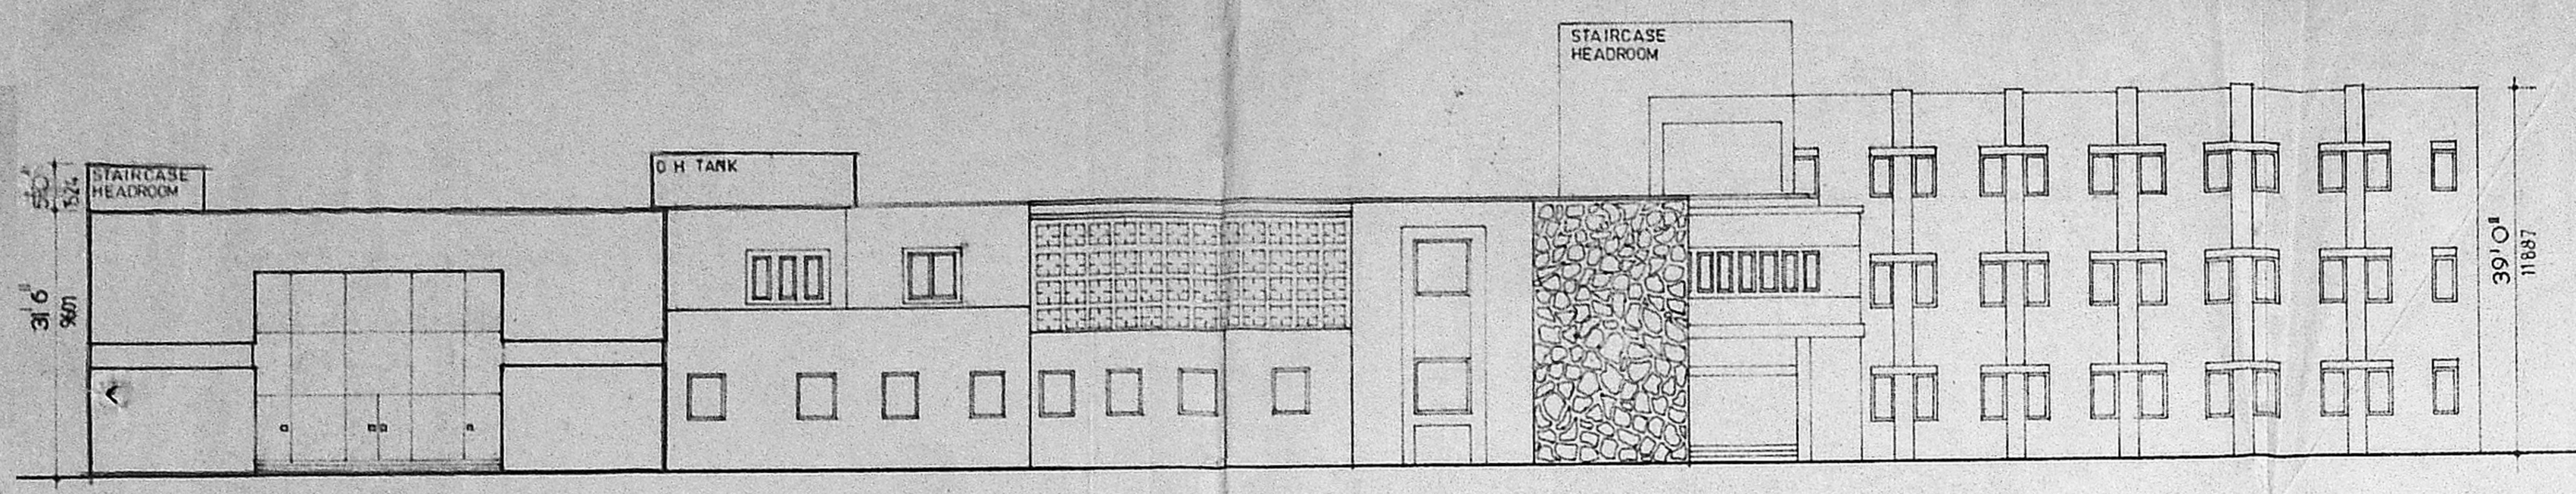 STAIRCASE
HEADROOM
5'0"
1524
STAIRCASE
HEADROOM
O H TANK
31'6"
9601
39'0"
11887